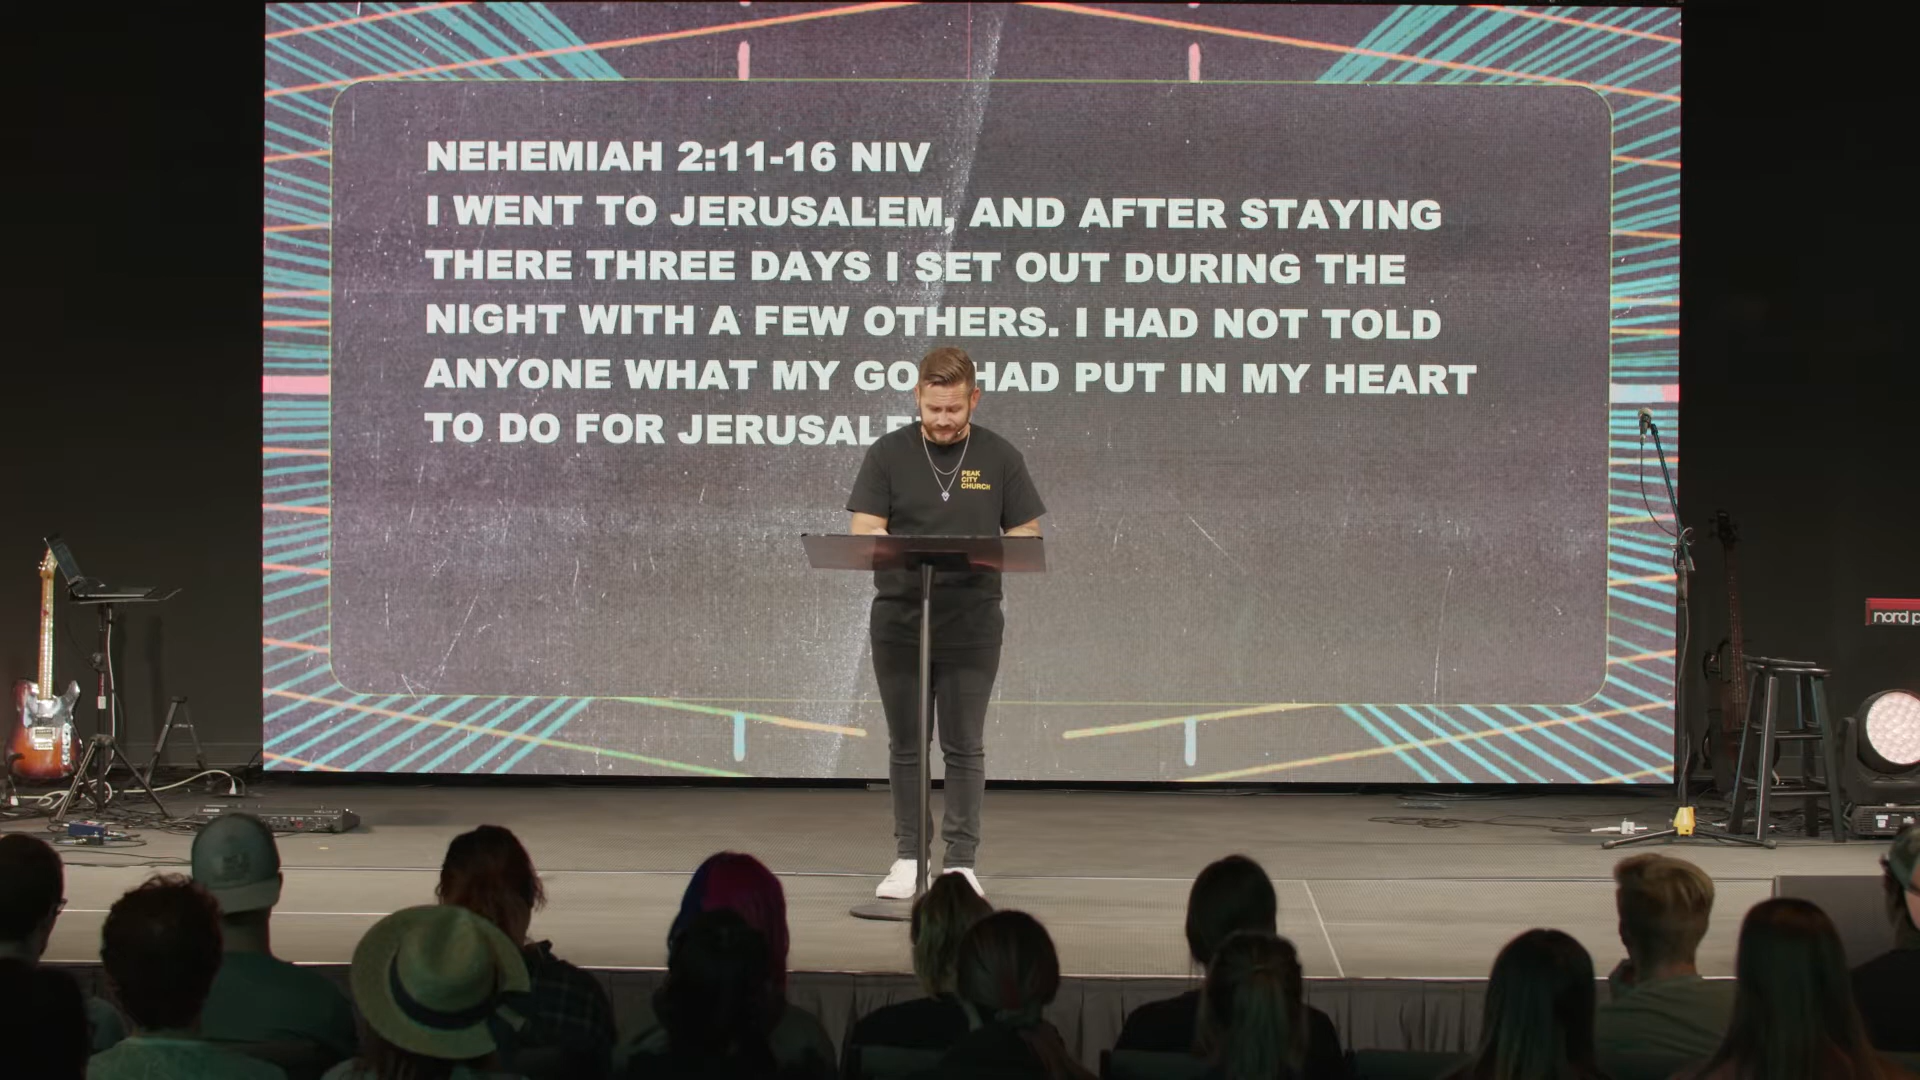 NEHEMIAH 2:11-16 NIV
I WENT TO JERUSALEM, AND AFTER STAYING
THERE THREE DAYS I SET OUT DURING THE
NIGHT WITH A FEW OTHERS. I HAD NOT TOLD
ANYONE WHAT MY GO HAD PUT IN MY HEART
TO DO FOR JERUSALE
PEAK
CITY
CHURCH
nord p